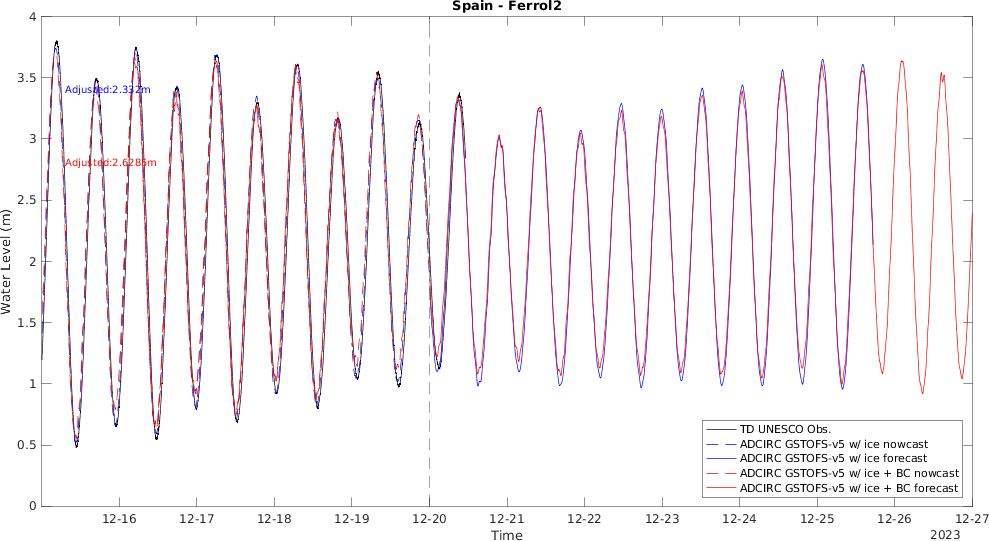 Spain - Ferrol2
4
3.5
3
2.5
2
1.5
1
0.5
0
Water Level (m)
Adjusted:2.332m
Adjusted:2.6285m
TD UNESCO Obs.
ADCIRC GSTOFS-v5 w/ ice nowcast
ADCIRC GSTOFS-v5 w/ ice forecast
ADCIRC GSTOFS-v5 w/ ice + BC nowcast
ADCIRC GSTOFS-v5 w/ ice + BC forecast
12-16 12-17 12-18 12-19 12-20 12-21 12-22 12-23 12-24 12-25 12-26 12-27
Time
2023